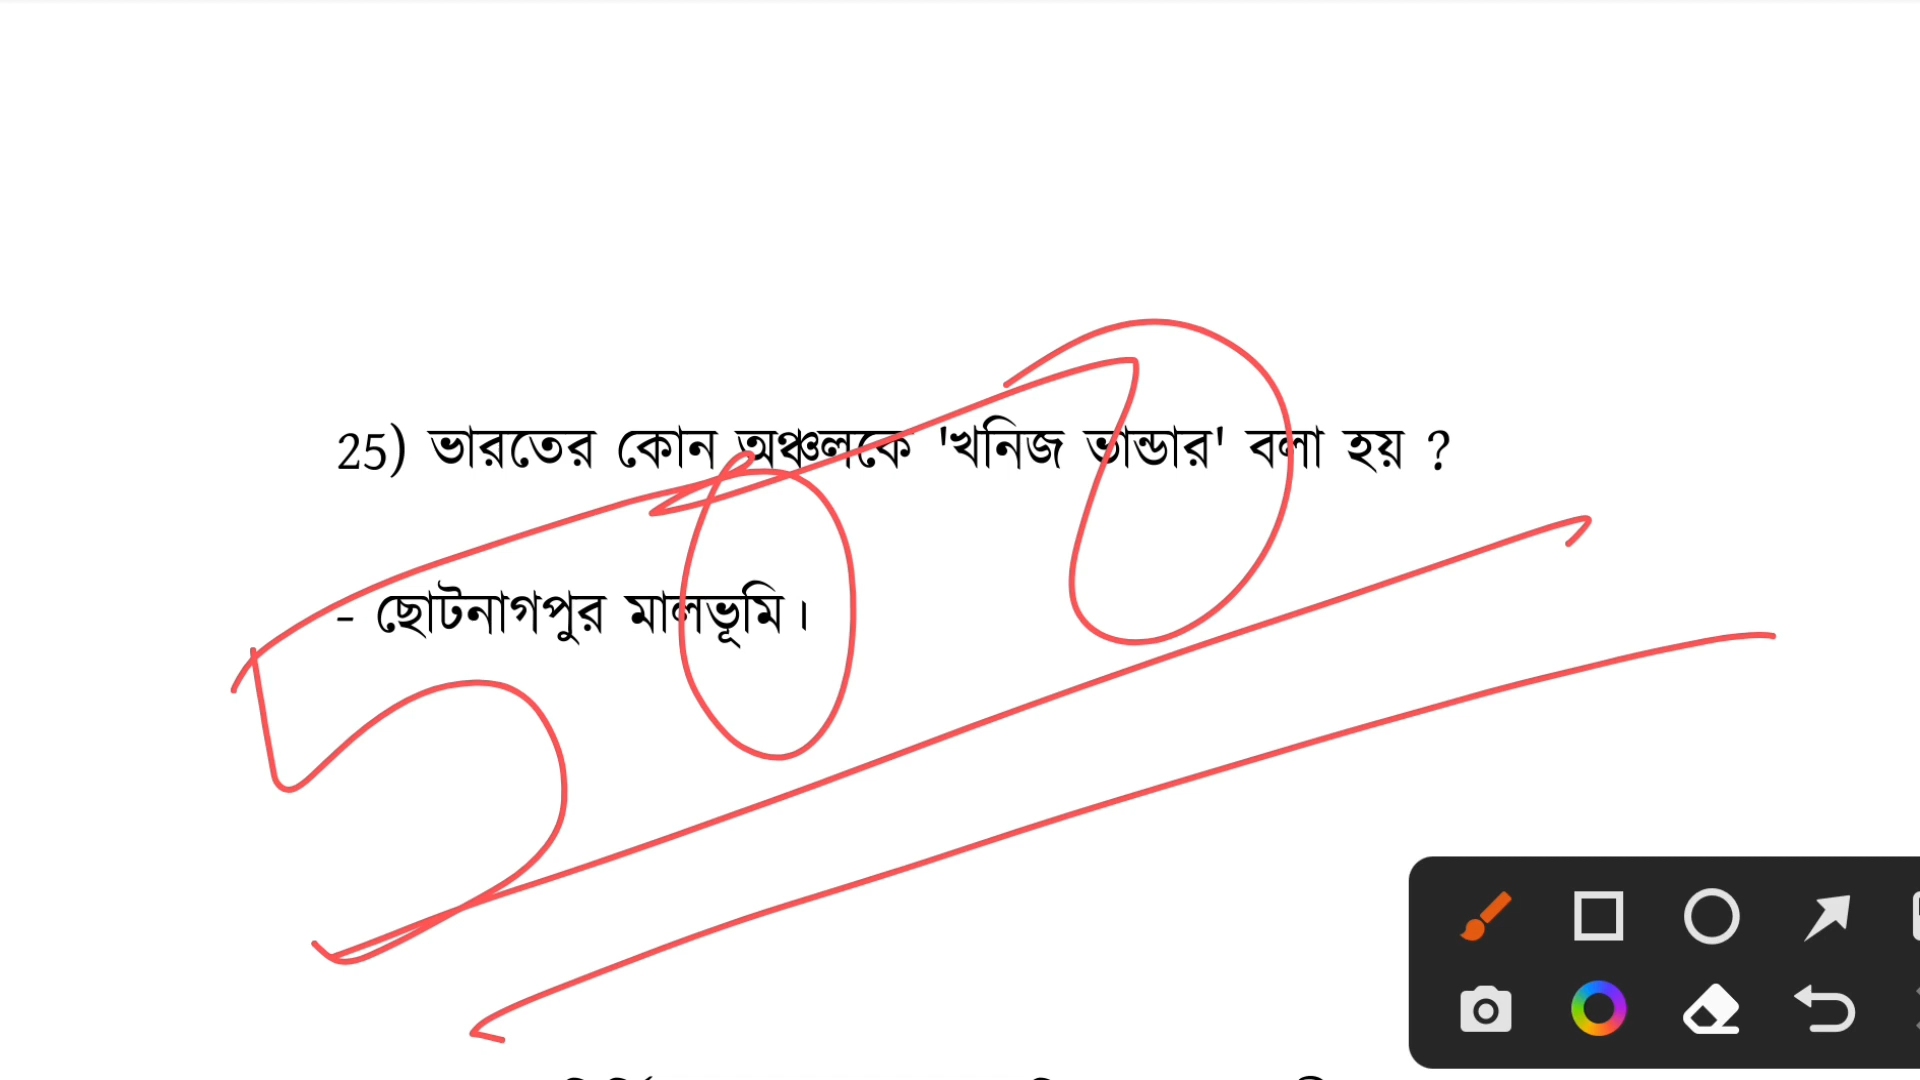 25) ভারতের কোন অঞ্চলকে 'খনিজ ভান্ডার' বলা হয় ?
- ছোটনাগপুর মালভূমি।